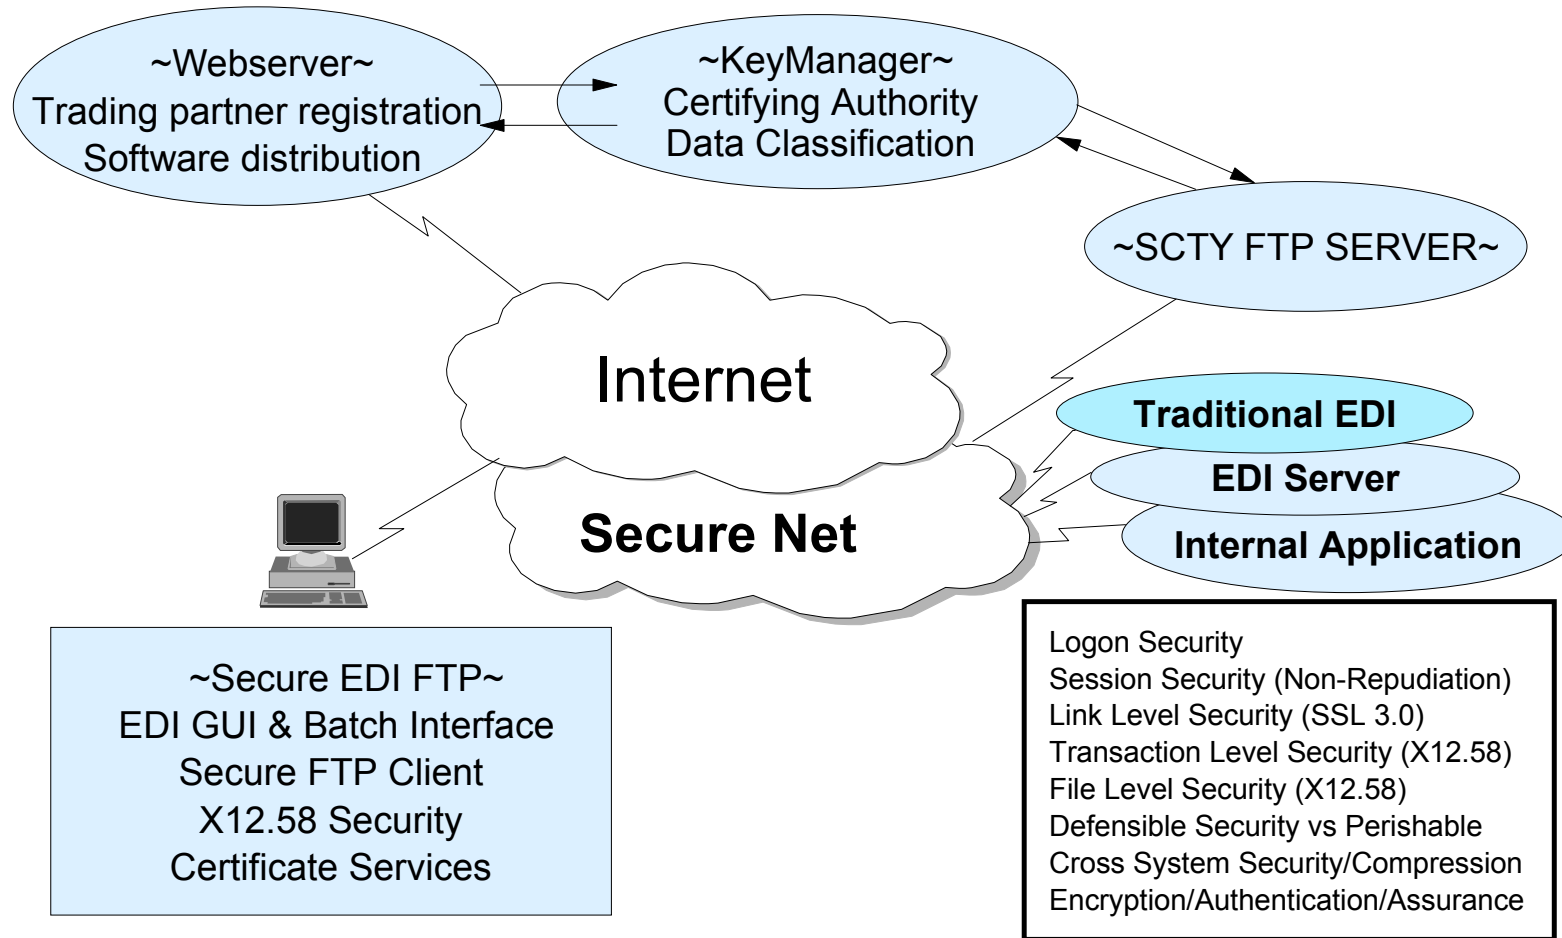 ~Webserver~
Trading partner registration
Software distribution
~KeyManager~
Certifying Authority
Data Classification
~SCTY FTP SERVER~
Internet
Secure Net
Traditional EDI
EDI Server
Internal Application
~Secure EDI FTP~
EDI GUI & Batch Interface
Secure FTP Client
X12.58 Security
Certificate Services
Logon Security
Session Security (Non-Repudiation)
Link Level Security (SSL 3.0)
Transaction Level Security (X12.58)
File Level Security (X12.58)
Defensible Security vs Perishable
Cross System Security/Compression
Encryption/Authentication/Assurance